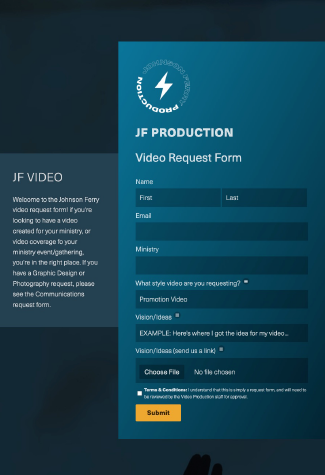 JOHNSON FERRY
PRODUCTION
JF PRODUCTION
Video Request Form
Name
First
Last
Email
Ministry
What style video are you requesting?
Promotion Video
Vision/Ideas
EXAMPLE: Here's where I got the idea for my video...
Vision/Ideas (send us a link)
Choose File
No file chosen
Terms & Conditions: I understand that this is simply a request form, and will need to
be reviewed by the Video Production staff for approval.
Submit
JF VIDEO
Welcome to the Johnson Ferry
video request form! if you're
looking to have a video
created for your ministry, or
video coverage fo your
ministry event/gathering,
you're in the right place. If you
have a Graphic Design or
Photography request, please
see the Communications
request form.